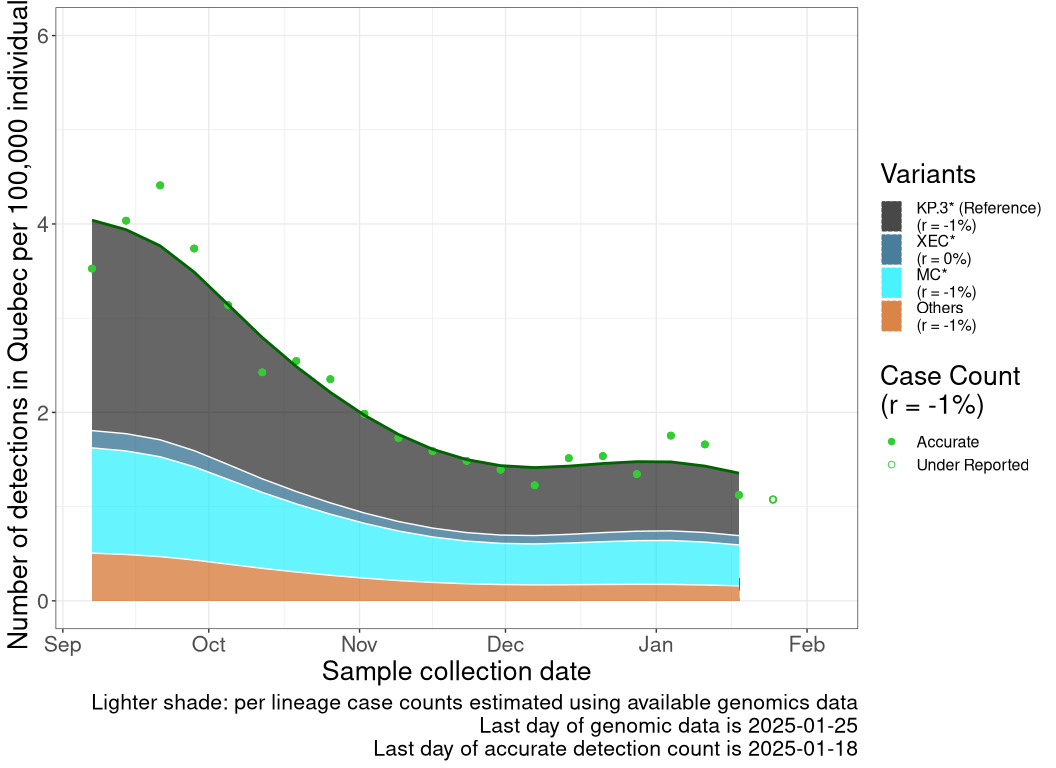 Number of detections in Quebec per 100,000 individual
6
4
2
0
Sep
Oct
Nov
Dec
Jan
Feb
Sample collection date
Lighter shade: per lineage case counts estimated using available genomics data
Last day of genomic data is 2025-01-25
Last day of accurate detection count is 2025-01-18
Variants
KP.3* (Reference)
(r = -1%)
XEC*
(r = 0%)
MC*
(r = -1%)
Others
(r = -1%)
Case Count
(r = -1%)
Accurate
Under Reported